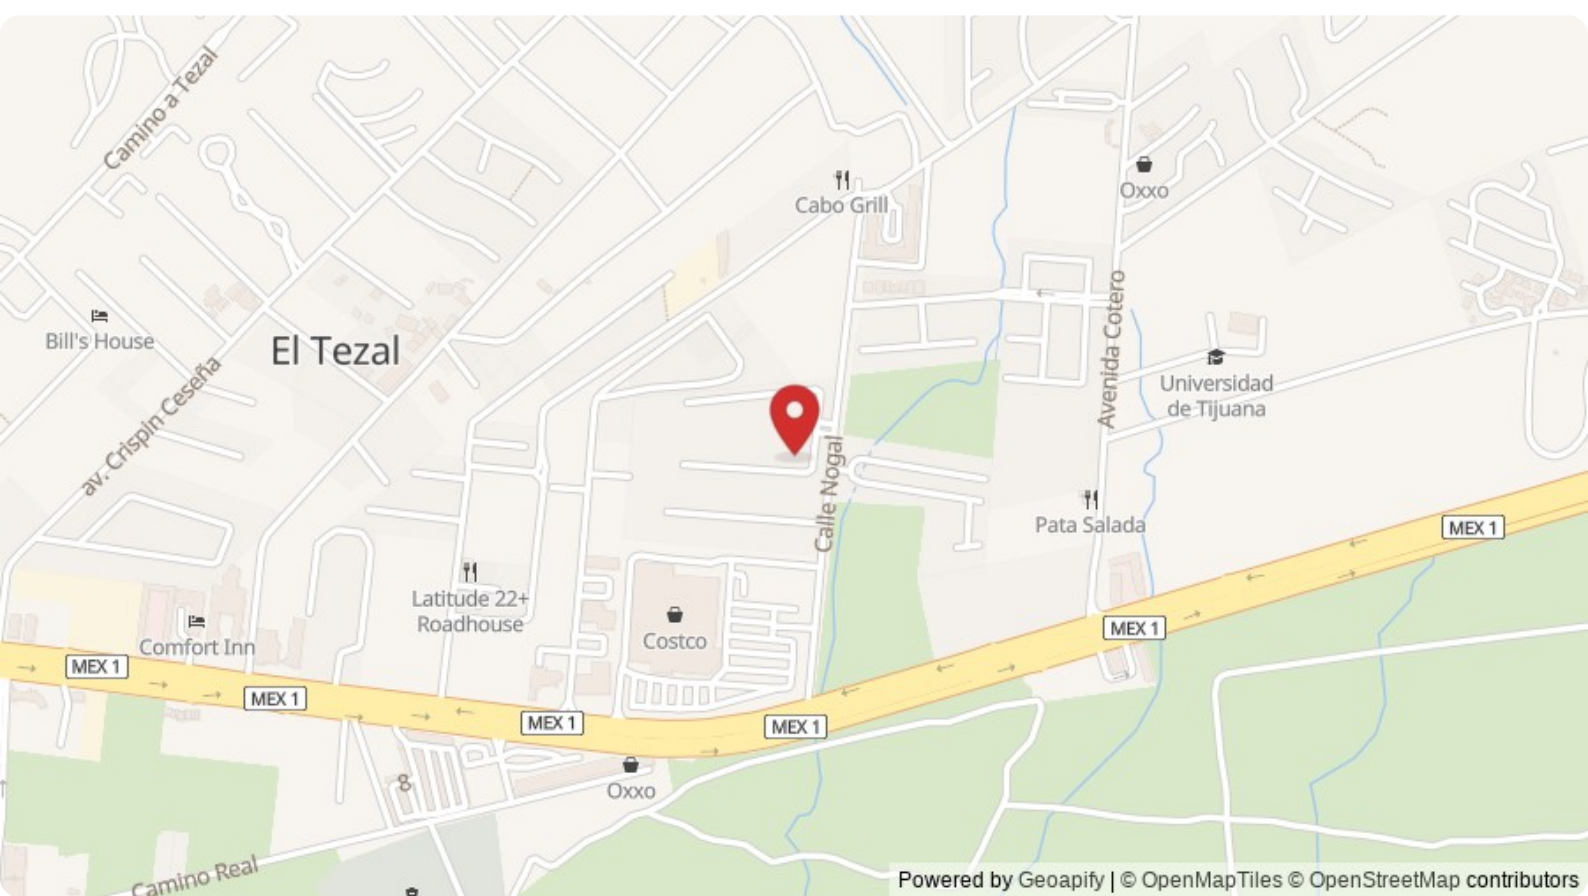 Camino a Tezal
Cabo Grill
Oxxo
Bill's House
El Tezal
Avenida Cotero
Universidad
de Tijuana
av. Crispin Ceseña
Calle Nogal
Pata Salada
MEX 1
Latitude 22+
Roadhouse
Costco
Comfort Inn
MEX 1
MEX 1
MEX 1
MEX 1
MEX 1
8
Oxxo
Camino Real
Powered by Geoapify | © OpenMapTiles © OpenStreetMap contributors